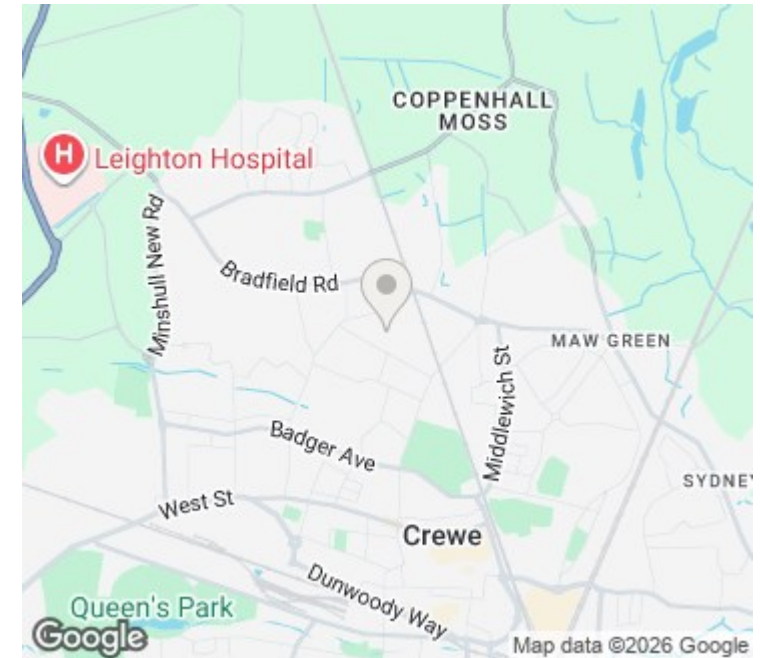 COPPENHALL
MOSS
H
Leighton Hospital
Minshull New Rd
Bradfield Rd
MAW GREEN
Middlewich St
Badger Ave
SYDNEY
West St
Crewe
Dunwoody Way
Queen's Park
Google
Map data ©2026 Google